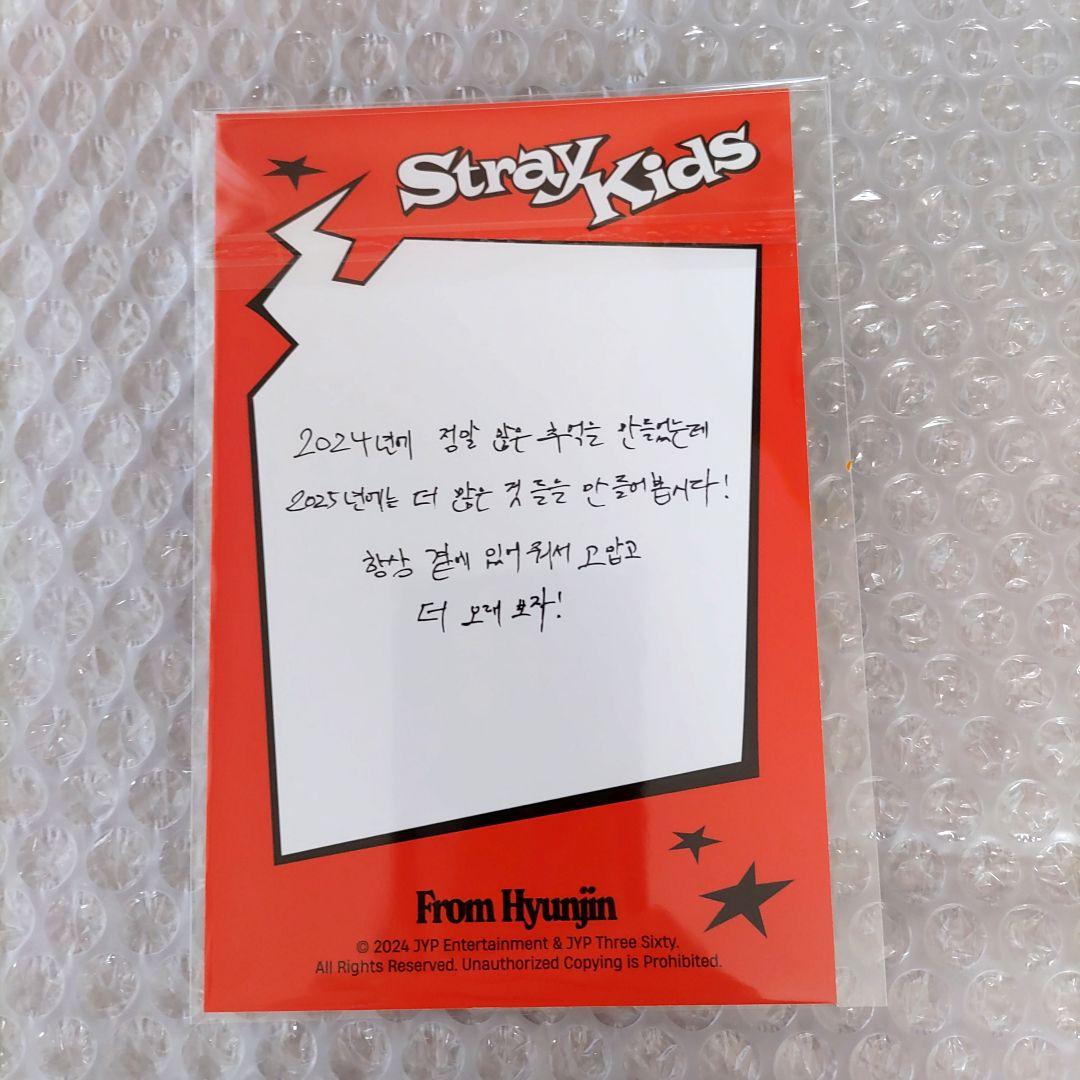 Stray Kids
2024년에 정말 많은 추억을 만들었는데
2025년에는 더 많은 것들을 만들어봅시다!
항상 곁에 있어줘서 고맙고
더 오래 보자!
From Hyunjin
© 2024 JYP Entertainment & JYP Three Sixty.
All Rights Reserved. Unauthorized Copying is Prohibited.